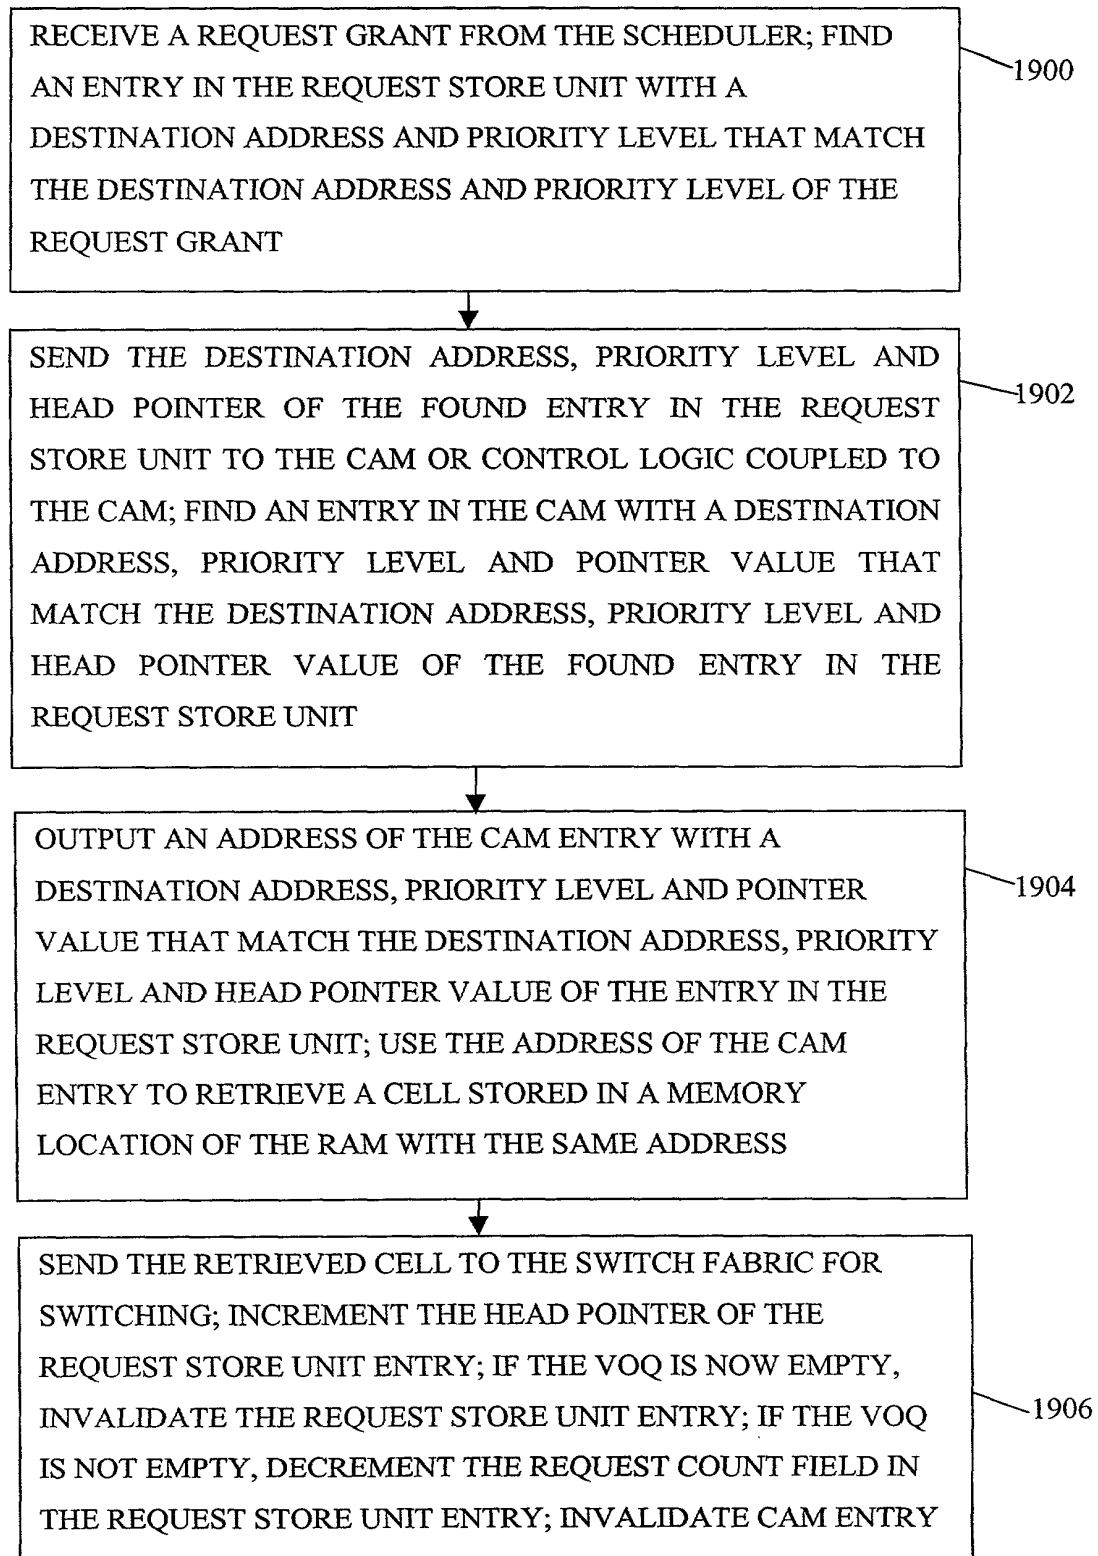 RECEIVE A REQUEST GRANT FROM THE SCHEDULER; FIND
AN ENTRY IN THE REQUEST STORE UNIT WITH A
DESTINATION ADDRESS AND PRIORITY LEVEL THAT MATCH
THE DESTINATION ADDRESS AND PRIORITY LEVEL OF THE
REQUEST GRANT
1900
SEND THE DESTINATION ADDRESS, PRIORITY LEVEL AND
HEAD POINTER OF THE FOUND ENTRY IN THE REQUEST
STORE UNIT TO THE CAM OR CONTROL LOGIC COUPLED TO
THE CAM; FIND AN ENTRY IN THE CAM WITH A DESTINATION
ADDRESS, PRIORITY LEVEL AND POINTER VALUE THAT
MATCH THE DESTINATION ADDRESS, PRIORITY LEVEL AND
HEAD POINTER VALUE OF THE FOUND ENTRY IN THE
REQUEST STORE UNIT
1902
OUTPUT AN ADDRESS OF THE CAM ENTRY WITH A
DESTINATION ADDRESS, PRIORITY LEVEL AND POINTER
VALUE THAT MATCH THE DESTINATION ADDRESS, PRIORITY
LEVEL AND HEAD POINTER VALUE OF THE ENTRY IN THE
REQUEST STORE UNIT; USE THE ADDRESS OF THE CAM
ENTRY TO RETRIEVE A CELL STORED IN A MEMORY
LOCATION OF THE RAM WITH THE SAME ADDRESS
1904
SEND THE RETRIEVED CELL TO THE SWITCH FABRIC FOR
SWITCHING; INCREMENT THE HEAD POINTER OF THE
REQUEST STORE UNIT ENTRY; IF THE VOQ IS NOW EMPTY,
INVALIDATE THE REQUEST STORE UNIT ENTRY; IF THE VOQ
IS NOT EMPTY, DECREMENT THE REQUEST COUNT FIELD IN
THE REQUEST STORE UNIT ENTRY; INVALIDATE CAM ENTRY
1906